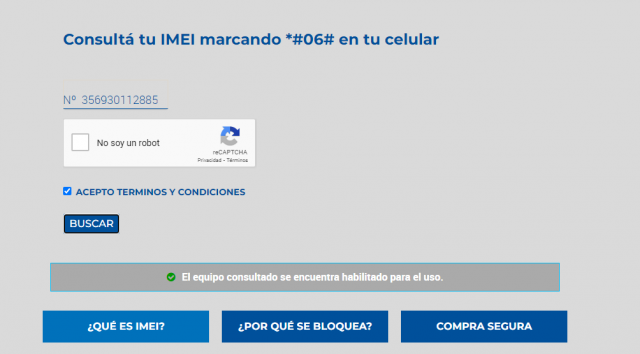 Consultá tu IMEI marcando *#06# en tu celular
Nº 356930112885
No soy un robot
reCAPTCHA
Privacidad - Términos
ACEPTO TERMINOS Y CONDICIONES
BUSCAR
El equipo consultado se encuentra habilitado para el uso.
¿QUÉ ES IMEI? ¿POR QUÉ SE BLOQUEA? COMPRA SEGURA